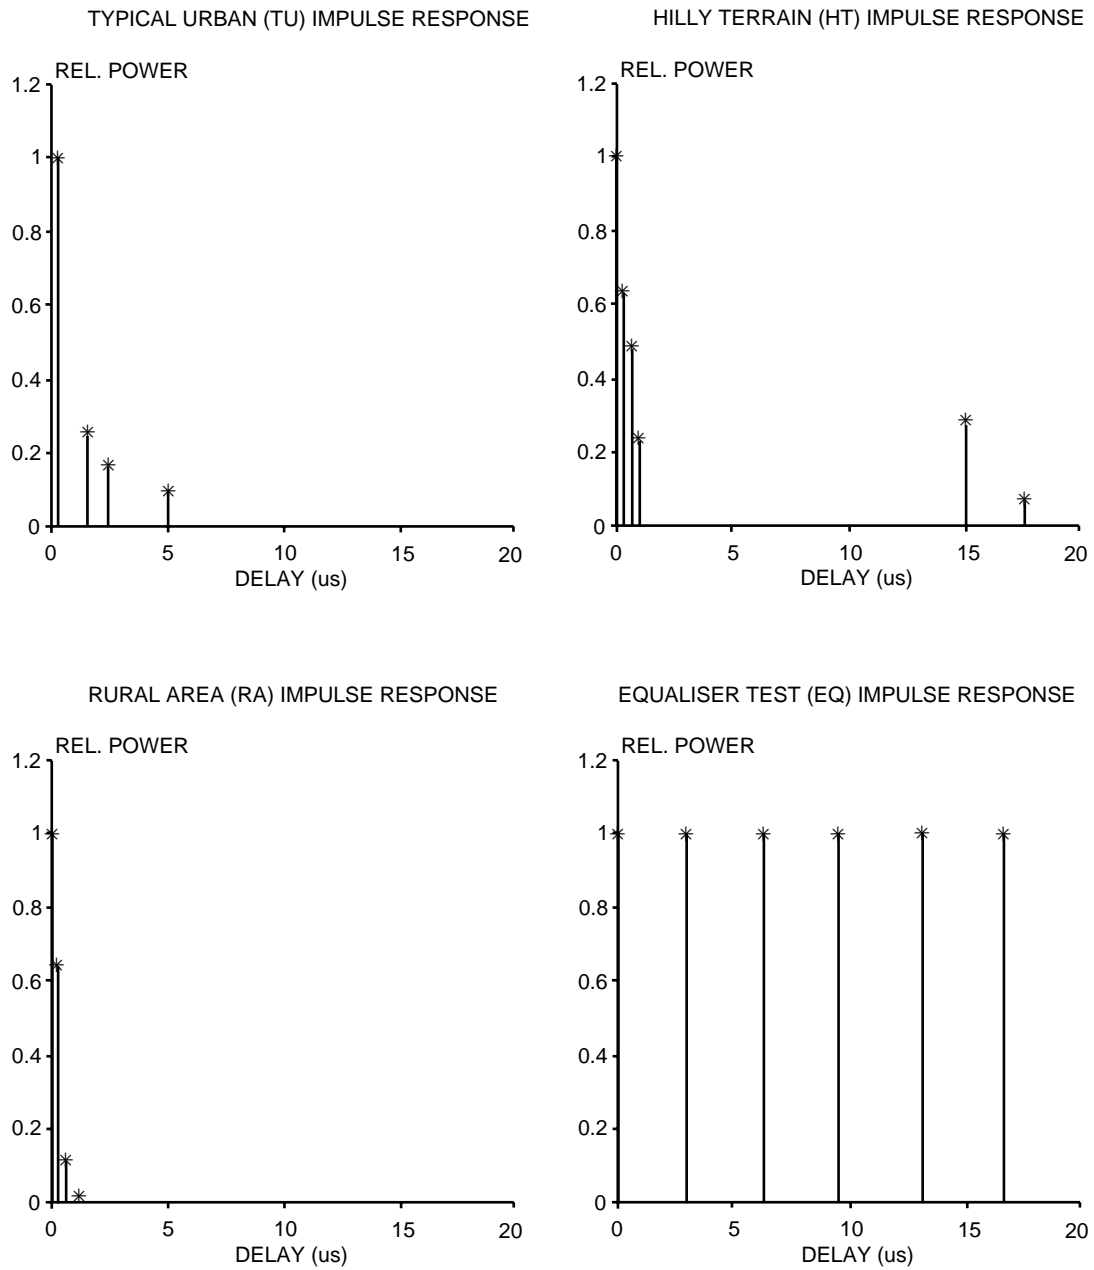 TYPICAL URBAN (TU) IMPULSE RESPONSE
REL. POWER
1.2
1
0.8
0.6
0.4
0.2
0
0 5 10 15 20
DELAY (us)
HILLY TERRAIN (HT) IMPULSE RESPONSE
REL. POWER
1.2
1
0.8
0.6
0.4
0.2
0
0 5 10 15 20
DELAY (us)
RURAL AREA (RA) IMPULSE RESPONSE
REL. POWER
1.2
1
0.8
0.6
0.4
0.2
0
0 5 10 15 20
DELAY (us)
EQUALISER TEST (EQ) IMPULSE RESPONSE
REL. POWER
1.2
1
0.8
0.6
0.4
0.2
0
0 5 10 15 20
DELAY (us)